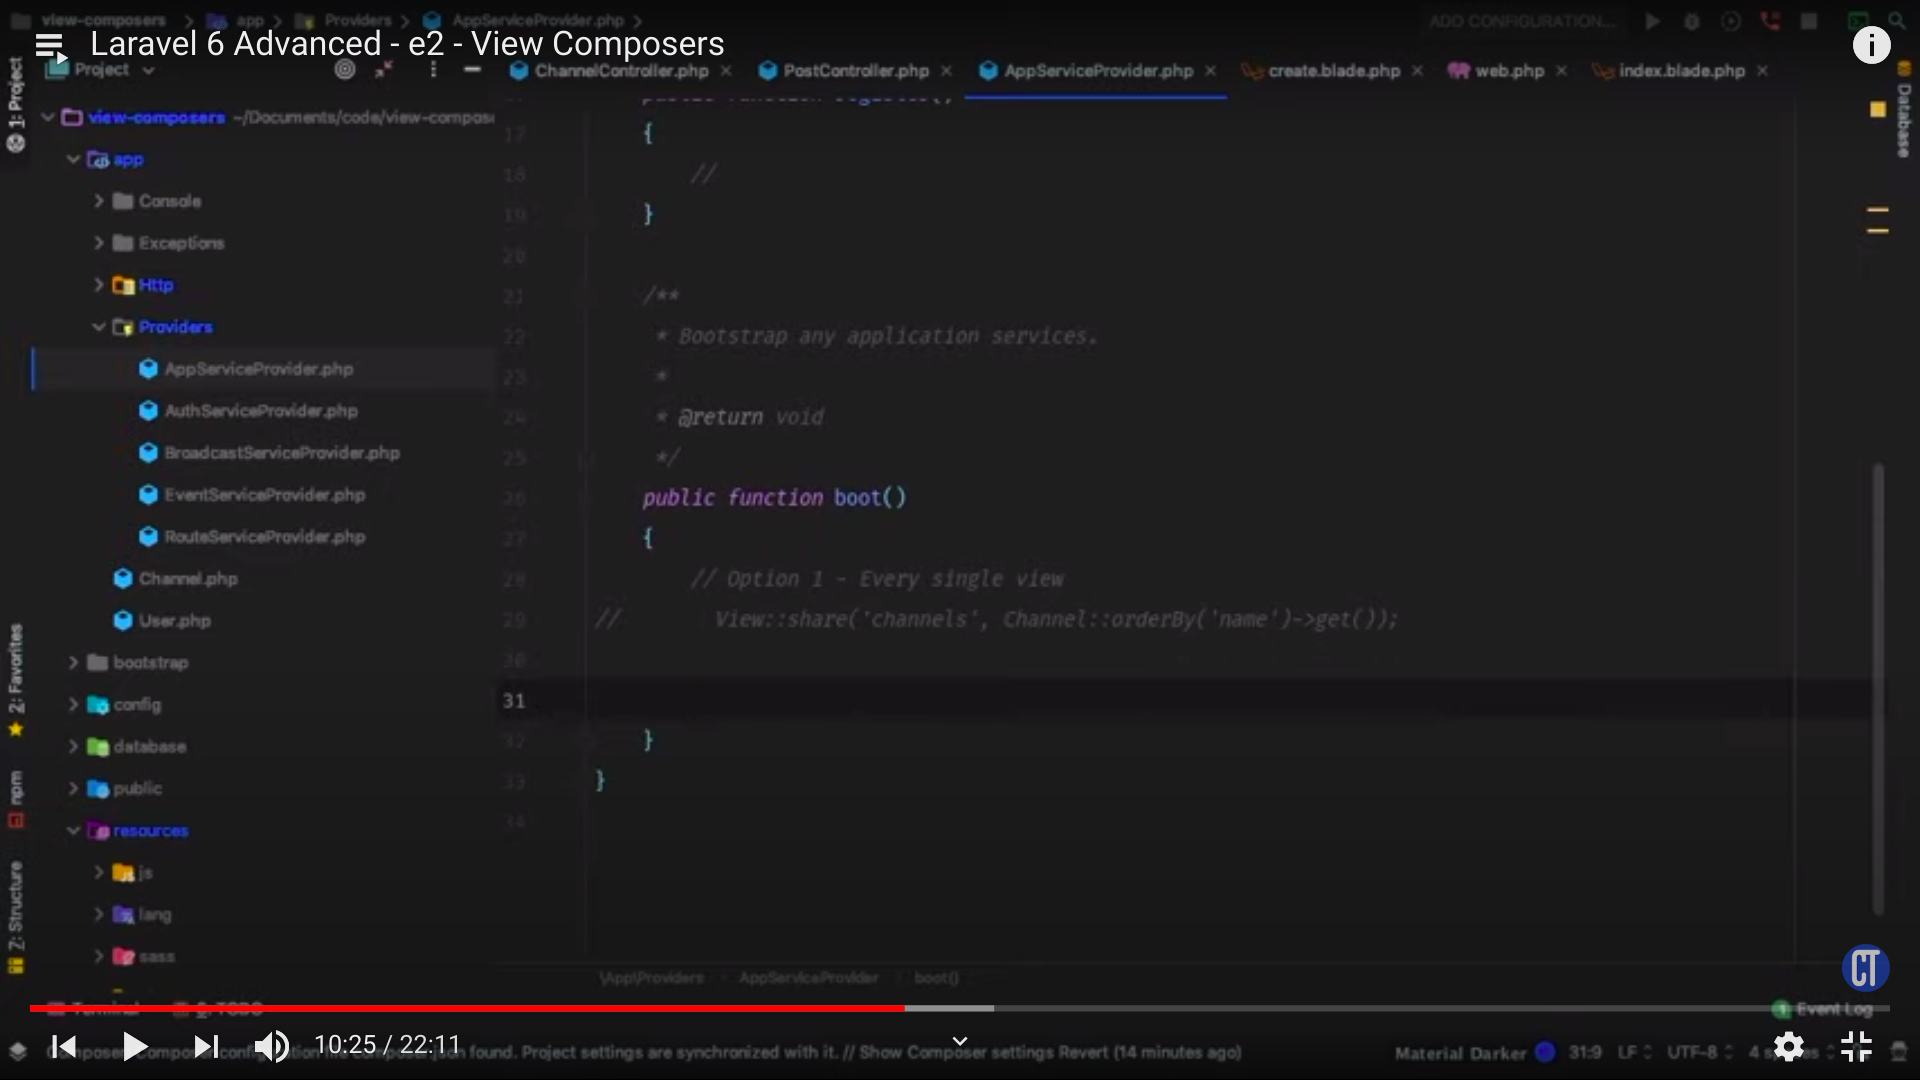 view-composers > app > Providers > AppServiceProvider.php >
ADD CONFIGURATION...
Laravel 6 Advanced - e2 - View Composers
Project
ChannelController.php
PostController.php
AppServiceProvider.php
create.blade.php
web.php
index.blade.php
1: Project
2: Favorites
npm
7: Structure
Database
view-composers ~/Documents/code/view-compos
app
Console
Exceptions
Http
Providers
AppServiceProvider.php
AuthServiceProvider.php
BroadcastServiceProvider.php
EventServiceProvider.php
RouteServiceProvider.php
Channel.php
User.php
bootstrap
config
database
public
resources
js
lang
sass
17 {
18 //
19 }
20
21 /**
22 * Bootstrap any application services.
23 *
24 * @return void
25 */
26 public function boot()
27 {
28 // Option 1 - Every single view
29 // View::share('channels', Channel::orderBy('name')->get());
30
31
32 }
33 }
34
\App\Providers AppServiceProvider boot()
CT
Terminal 6: TODO
1 Event Log
10:25 / 22:11
found. Project settings are synchronized with it. // Show Composer settings Revert (14 minutes ago)
Material Darker 31:9 LF UTF-8 4